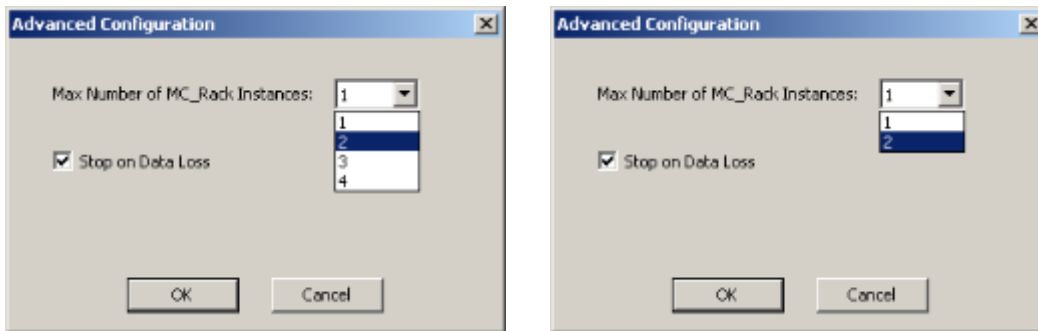 Advanced Configuration
Max Number of MC_Rack Instances: 1
1
2
Stop on Data Loss
3
4
OK Cancel
Advanced Configuration
Max Number of MC_Rack Instances: 1
1
2
Stop on Data Loss
OK Cancel